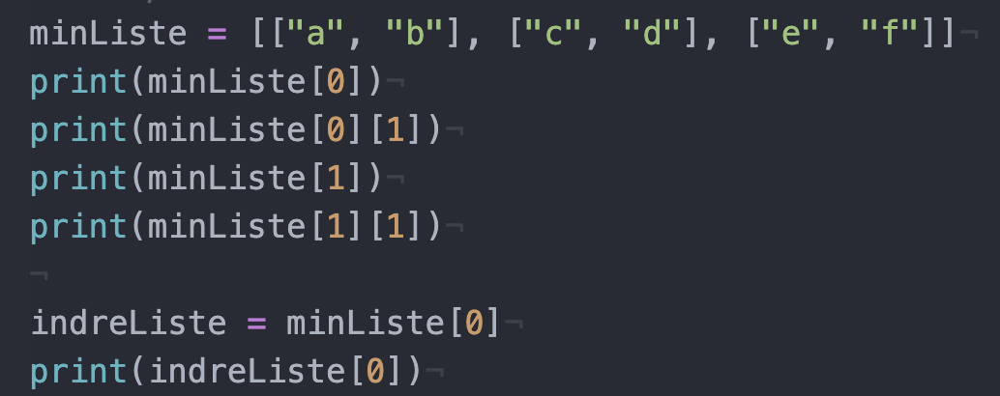 minListe = [["a", "b"], ["c", "d"], ["e", "f"]]¬
print(minListe[0])¬
print(minListe[0][1])¬
print(minListe[1])¬
print(minListe[1][1])¬
¬
indreListe = minListe[0]¬
print(indreListe[0])¬